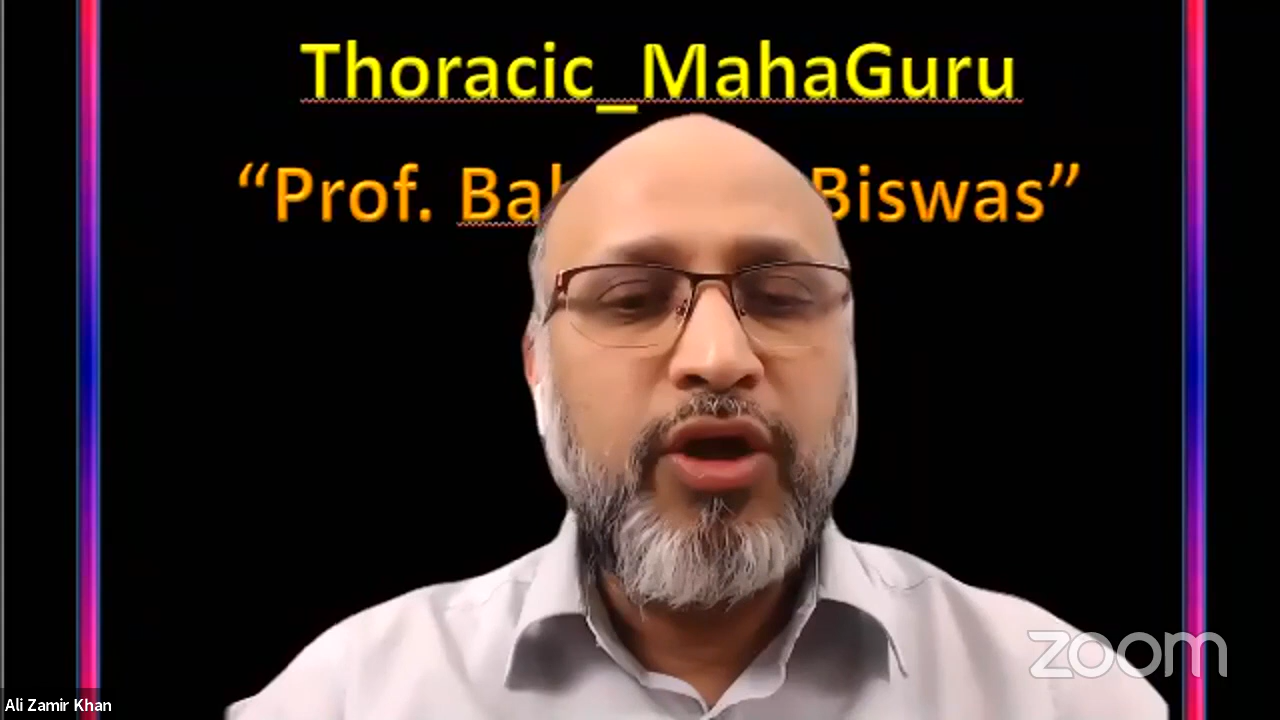 Thoracic_MahaGuru
“Prof. Biswas”
zoom
Ali Zamir Khan